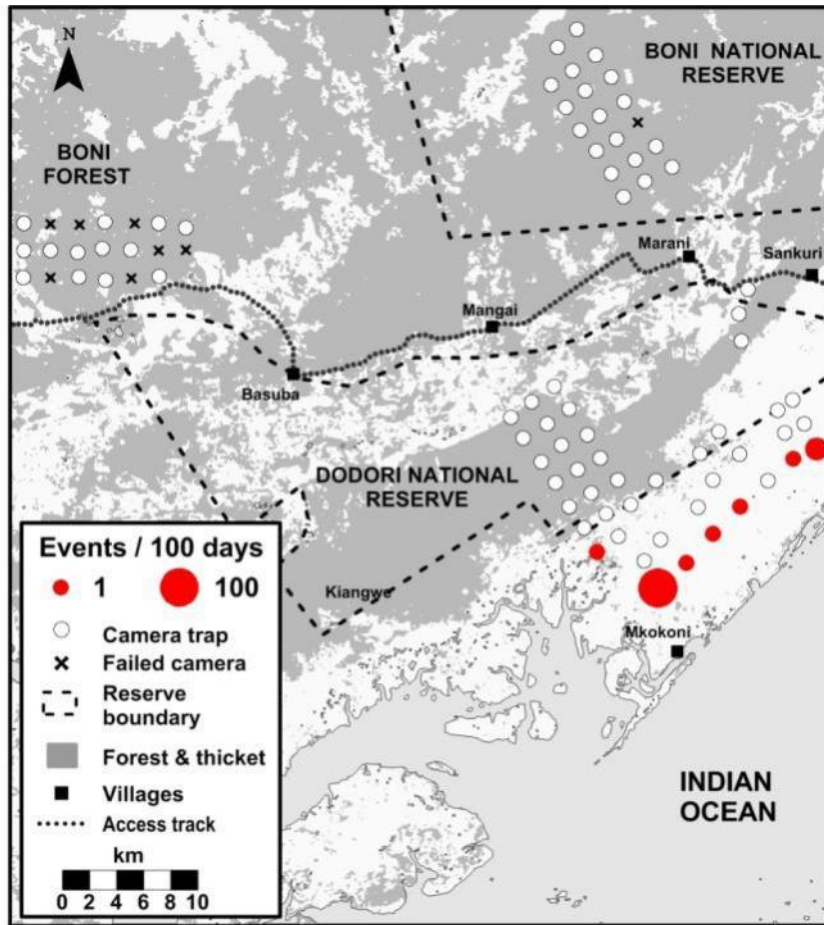 N
BONI NATIONAL
RESERVE
BONI
FOREST
Marani
Sankuri
Mangai
Basuba
DODORI NATIONAL
RESERVE
Kiangwe
Mkokoni
INDIAN
OCEAN
Events / 100 days
1 100
Camera trap
Failed camera
Reserve
boundary
Forest & thicket
Villages
Access track
km
0 2 4 6 8 10